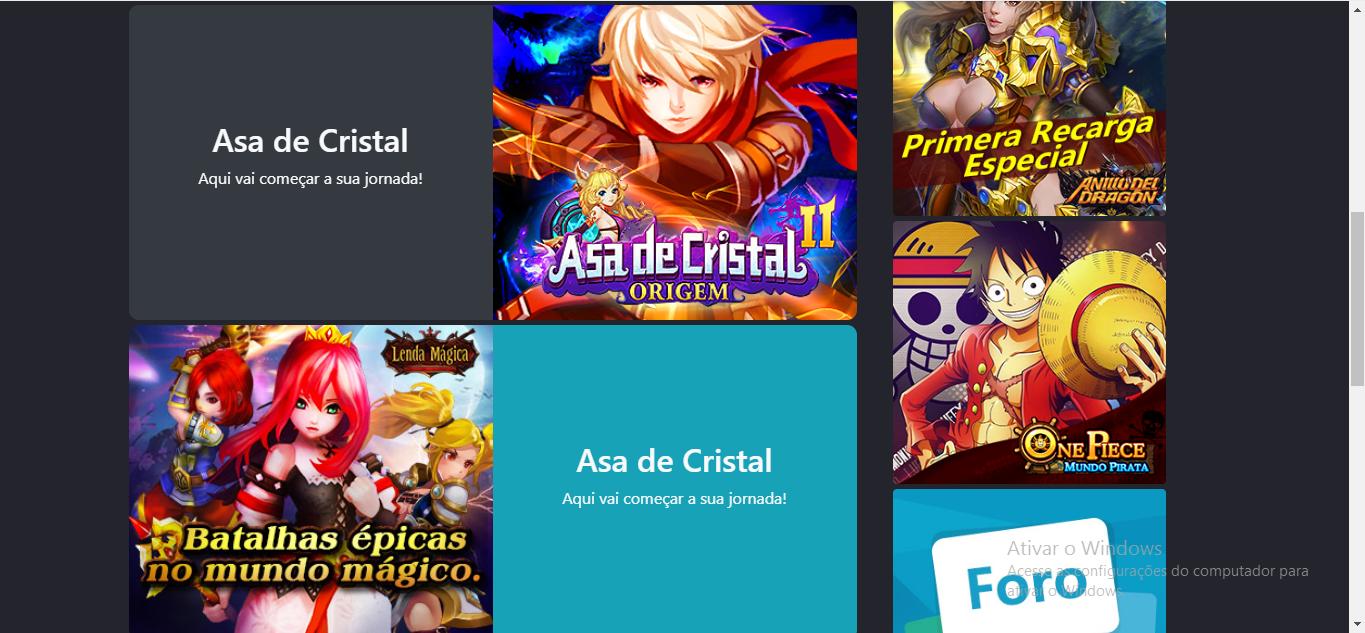 Asa de Cristal
Aqui vai começar a sua jornada!
Asa de Cristal II
ORIGEM
Primera Recarga
Especial
ANILLO DEL
DRAGON
ONE PIECE
MUNDO PIRATA
Lenda Mágica
Batalhas épicas
no mundo mágico.
Asa de Cristal
Aqui vai começar a sua jornada!
Foro
Ativar o Windows
Acesse as configurações do computador para
ativar o Windows.